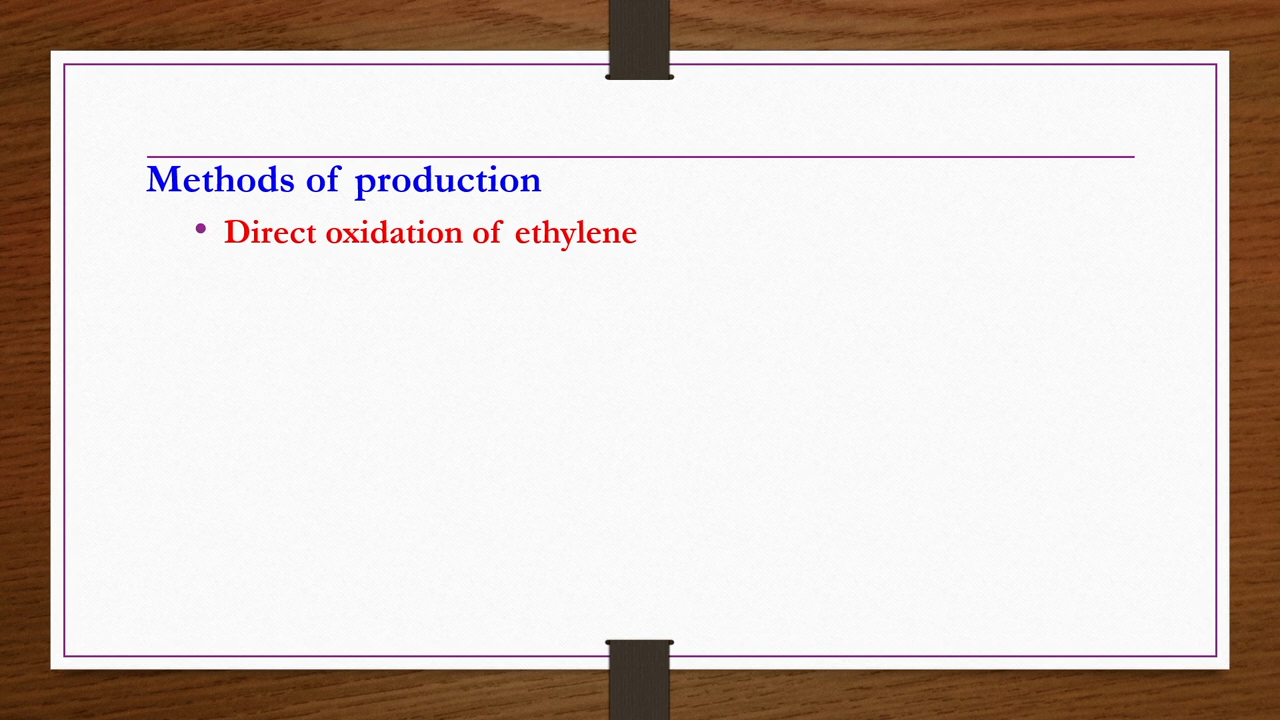 Methods of production
• Direct oxidation of ethylene